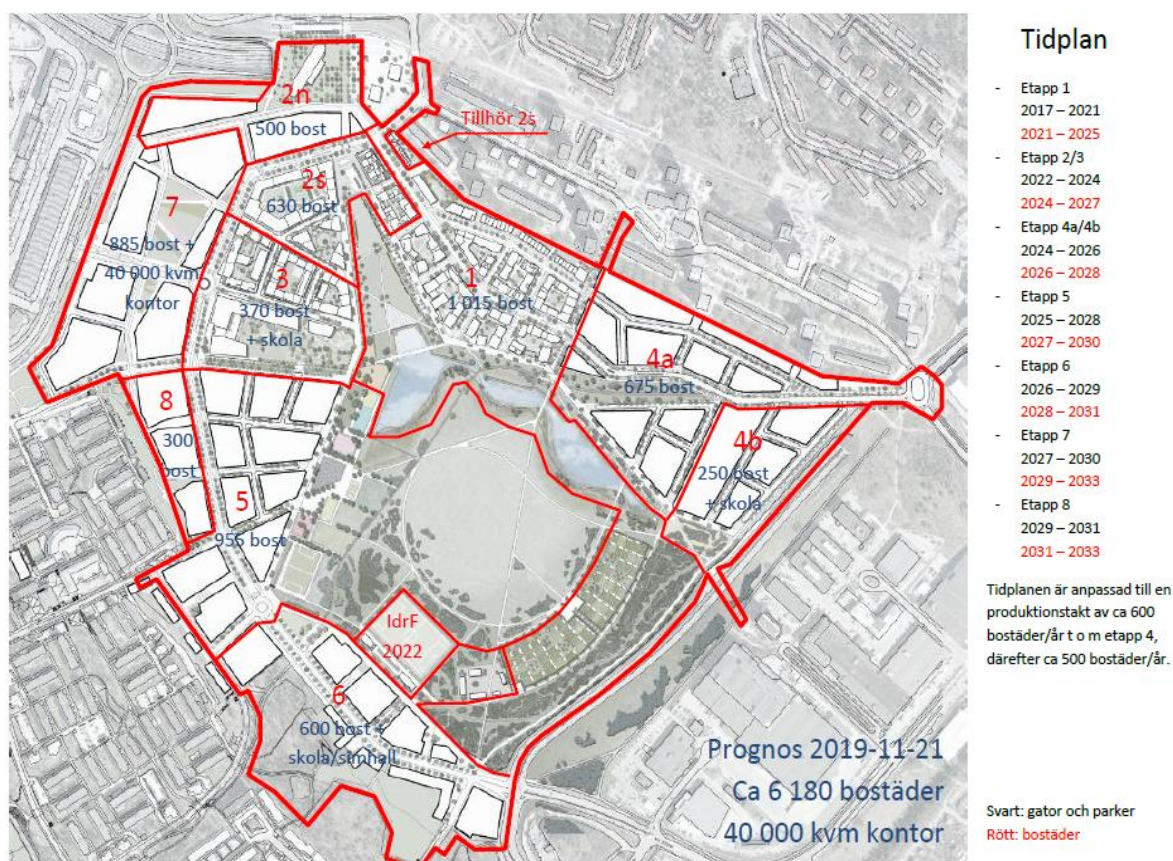 2n
500 bost
Tillhör 2s
2s
630 bost
7
885 bost +
40 000 kvm
kontor
3
370 bost
+ skola
1
1 015 bost
4a
675 bost
4b
250 bost
+ skola
8
300
bost
5
955 bost
IdrF
2022
6
600 bost +
skola/simhall
Prognos 2019-11-21
Ca 6 180 bostäder
40 000 kvm kontor
Tidplan
- Etapp 1
2017 – 2021
2021 – 2025
- Etapp 2/3
2022 – 2024
2024 – 2027
- Etapp 4a/4b
2024 – 2026
2026 – 2028
- Etapp 5
2025 – 2028
2027 – 2030
- Etapp 6
2026 – 2029
2028 – 2031
- Etapp 7
2027 – 2030
2029 – 2033
- Etapp 8
2029 – 2031
2031 – 2033
Tidplanen är anpassad till en
produktionstakt av ca 600
bostäder/år t o m etapp 4,
därefter ca 500 bostäder/år.
Svart: gator och parker
Rött: bostäder